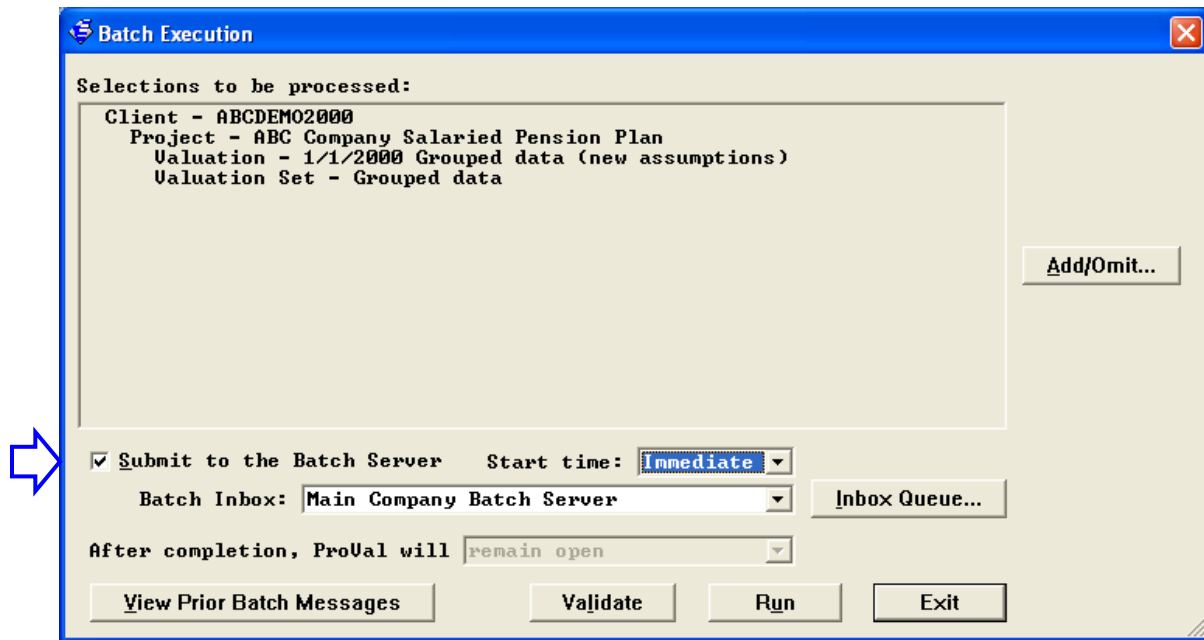 Batch Execution
Selections to be processed:
Client - ABCDEMO2000
Project - ABC Company Salaried Pension Plan
Valuation - 1/1/2000 Grouped data (new assumptions)
Valuation Set - Grouped data
Add/Omit...
Submit to the Batch Server Start time: Immediate
Batch Inbox: Main Company Batch Server Inbox Queue...
After completion, ProVal will remain open
View Prior Batch Messages Validate Run Exit